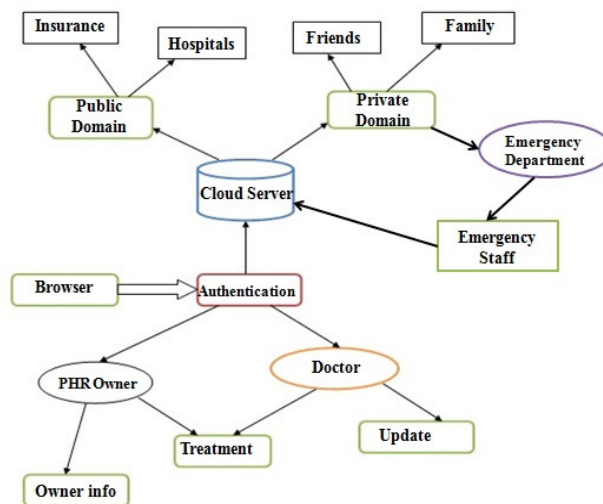 Insurance
Hospitals
Friends
Family
Public
Domain
Private
Domain
Emergency
Department
Cloud Server
Emergency
Staff
Browser
Authentication
PHR Owner
Doctor
Treatment
Update
Owner info